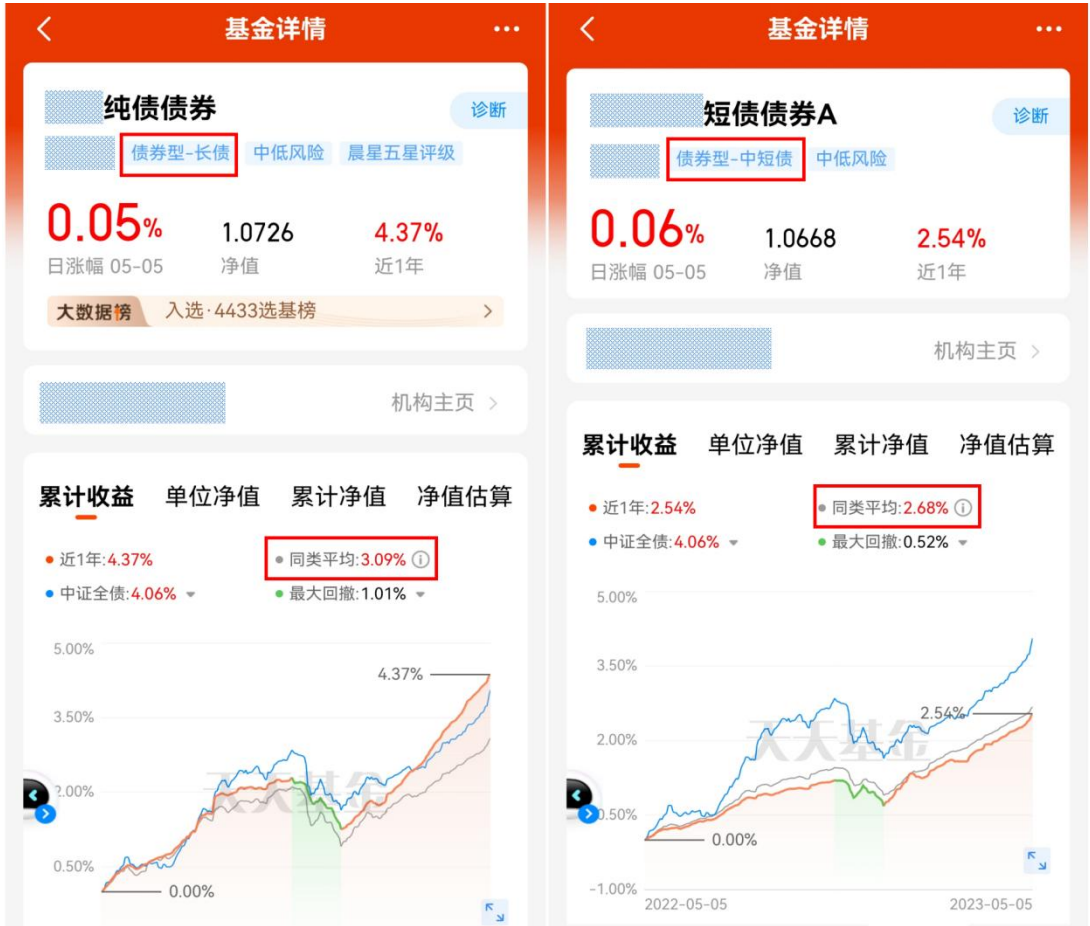 基金详情
纯债债券
诊断
债券型-长债 中低风险 晨星五星评级
0.05% 1.0726 4.37%
日涨幅 05-05 净值 近1年
大数据榜 入选·4433选基榜
机构主页
累计收益 单位净值 累计净值 净值估算
近1年:4.37% 同类平均:3.09%
中证全债:4.06% 最大回撤:1.01%
5.00%
4.37%
3.50%
2.00%
天天基金
0.50%
0.00%
基金详情
短债债券A
诊断
债券型-中短债 中低风险
0.06% 1.0668 2.54%
日涨幅 05-05 净值 近1年
机构主页
累计收益 单位净值 累计净值 净值估算
近1年:2.54% 同类平均:2.68%
中证全债:4.06% 最大回撤:0.52%
5.00%
3.50%
2.54%
2.00%
天天基金
0.50%
0.00%
-1.00%
2022-05-05 2023-05-05